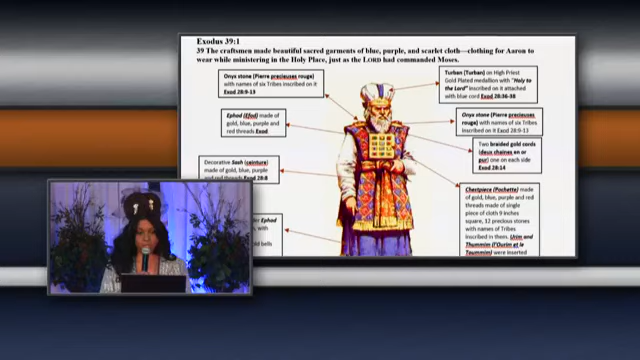 Exodus 39:1
39 The craftsmen made beautiful sacred garments of blue, purple, and scarlet cloth—clothing for Aaron to
wear while ministering in the Holy Place, just as the LORD had commanded Moses.
Onyx stone (Pierre precieuses rouge)
with names of six Tribes inscribed on it
Exod 28:9-13
Turban (Turban) on High Priest
Gold Plated medallion with "Holy to
the Lord" inscribed on it attached
with blue cord Exod 28:36-38
Ephod (Efod) made of
gold, blue, purple and
red threads Exod
Onyx stone (Pierre precieuses
rouge) with names of six Tribes
inscribed on it Exod 28:9-13
Two braided gold cords
(deux chaines en or
pur) one on each side
Exod 28:14
Decorative Sash (ceinture)
made of gold, blue, purple
and red threads Exod 28:8
Chestpiece (Pochette) made
of gold, blue, purple and red
threads made of single
piece of cloth 9 inches
square, 12 precious stones
with names of Tribes
inscribed in them. Urim and
Thummim (l'Ourim et le
Toummim) were inserted
Ephod
, with
bells